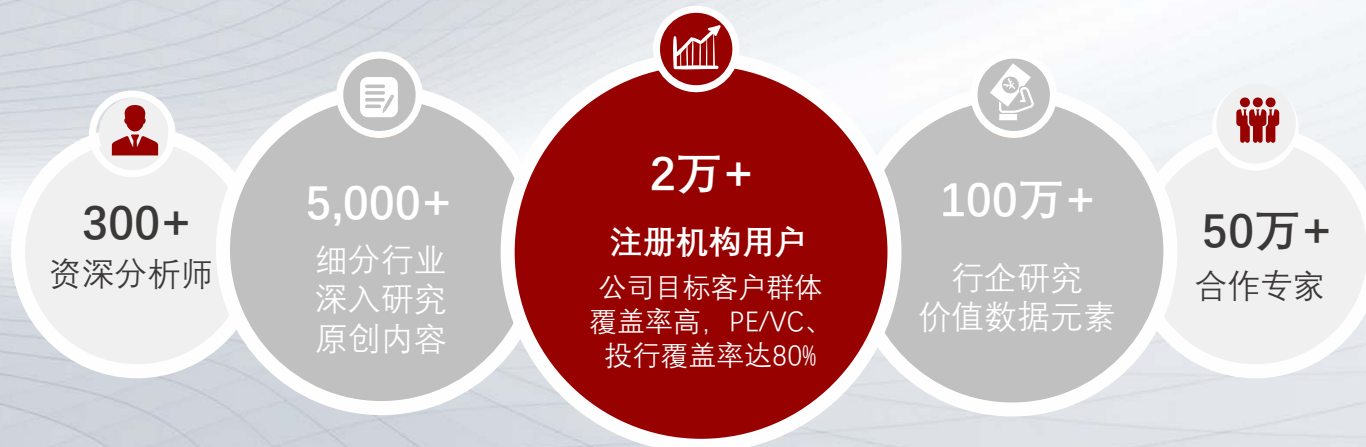 300+
资深分析师
5,000+
细分行业
深入研究
原创内容
2万+
注册机构用户
公司目标客户群体
覆盖率高，PE/VC、
投行覆盖率达80%
100万+
行企研究
价值数据元素
50万+
合作专家